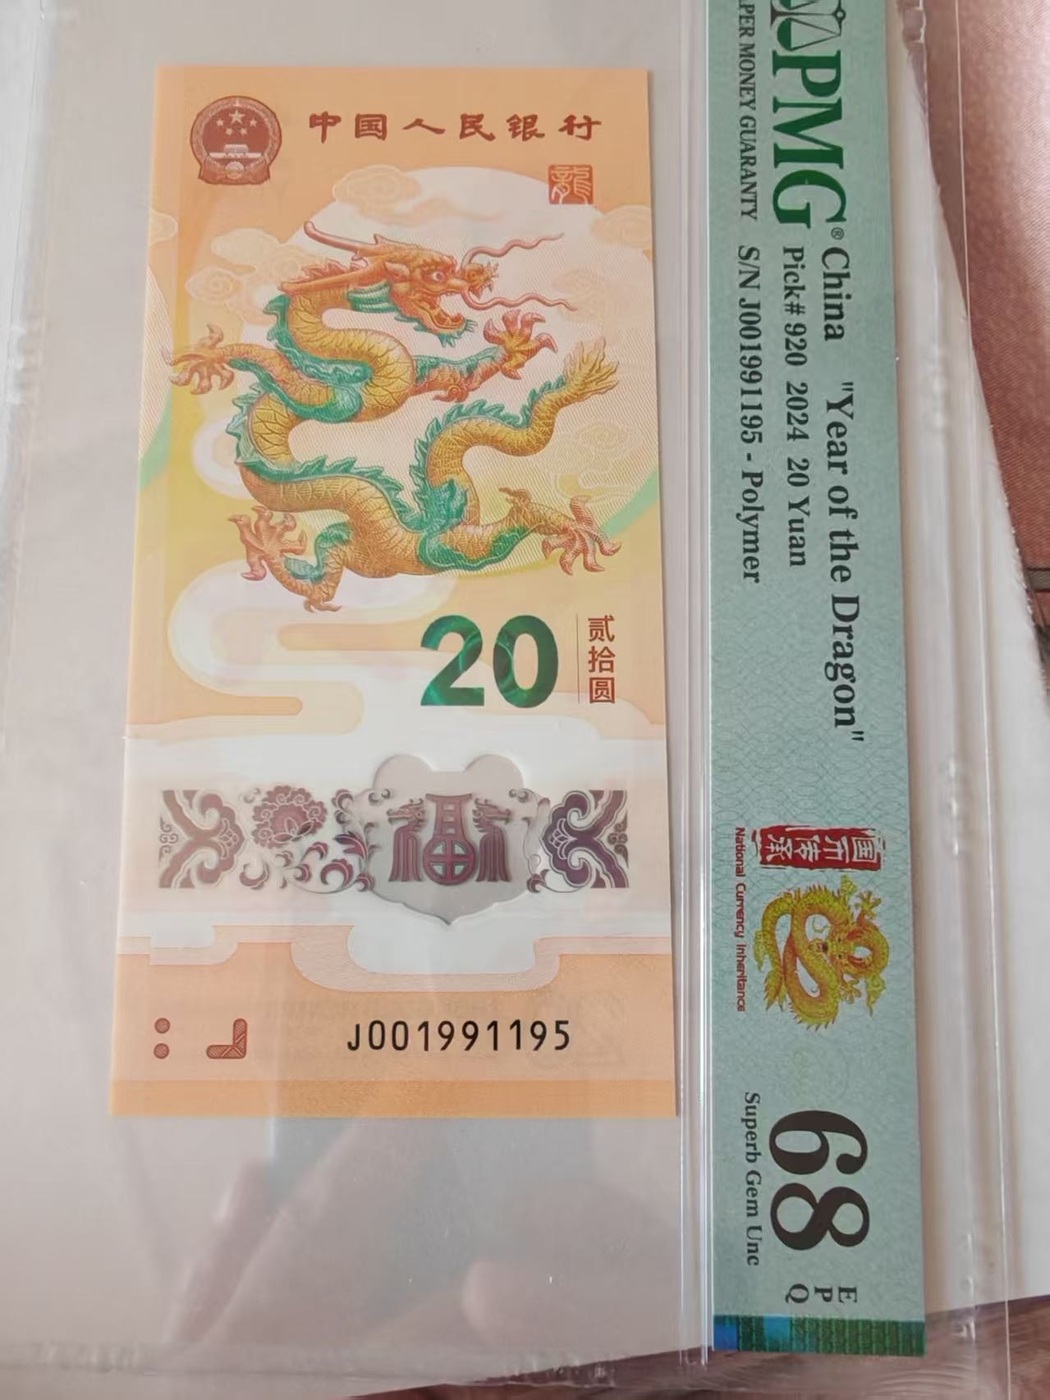 中国人民银行
龍
20
贰拾圆
福
J001991195
PMG®
PAPER MONEY GUARANTY
China "Year of the Dragon"
Pick# 920 2024 20 Yuan
S/N J001991195 - Polymer
国币传承
National Currency Inheritance
68
EPQ
Superb Gem Unc